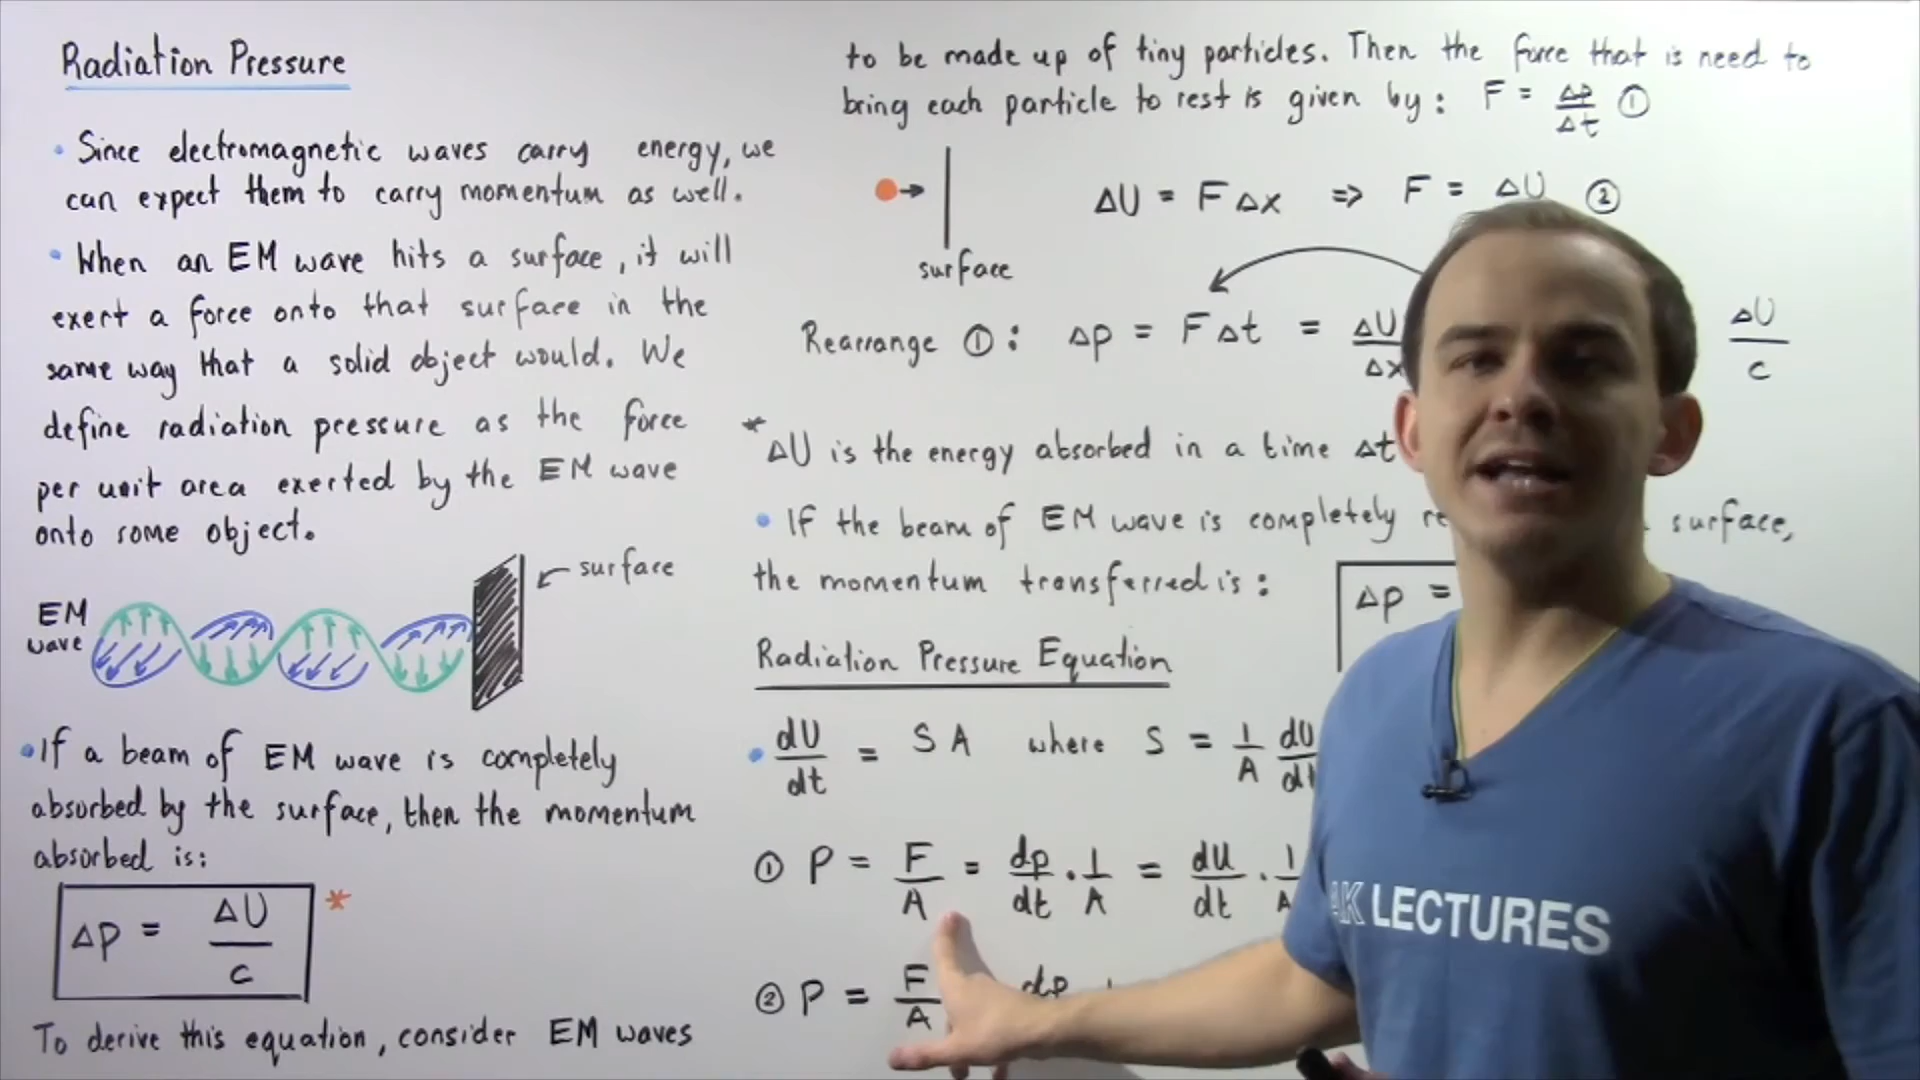 Radiation Pressure
• Since electromagnetic waves carry energy, we
can expect them to carry momentum as well.
• When an EM wave hits a surface, it will
exert a force onto that surface in the
same way that a solid object would. We
define radiation pressure as the force
per unit area exerted by the EM wave
onto some object.
surface
EM
wave
• If a beam of EM wave is completely
absorbed by the surface, then the momentum
absorbed is:
Δp = ΔU/c *
To derive this equation, consider EM waves
to be made up of tiny particles. Then the force that is need to
bring each particle to rest is given by: F = Δp/Δt ①
ΔU = FΔx => F = ΔU ②
surface
Rearrange ①: Δp = FΔt = ΔU/Δx ΔU/c
* ΔU is the energy absorbed in a time Δt
• If the beam of EM wave is completely surface,
the momentum transferred is: Δp =
Radiation Pressure Equation
• dU/dt = SA where S = 1/A dU/dt
① P = F/A = dp/dt · 1/A = dU/dt · 1/A
② P = F/A dp
AK LECTURES